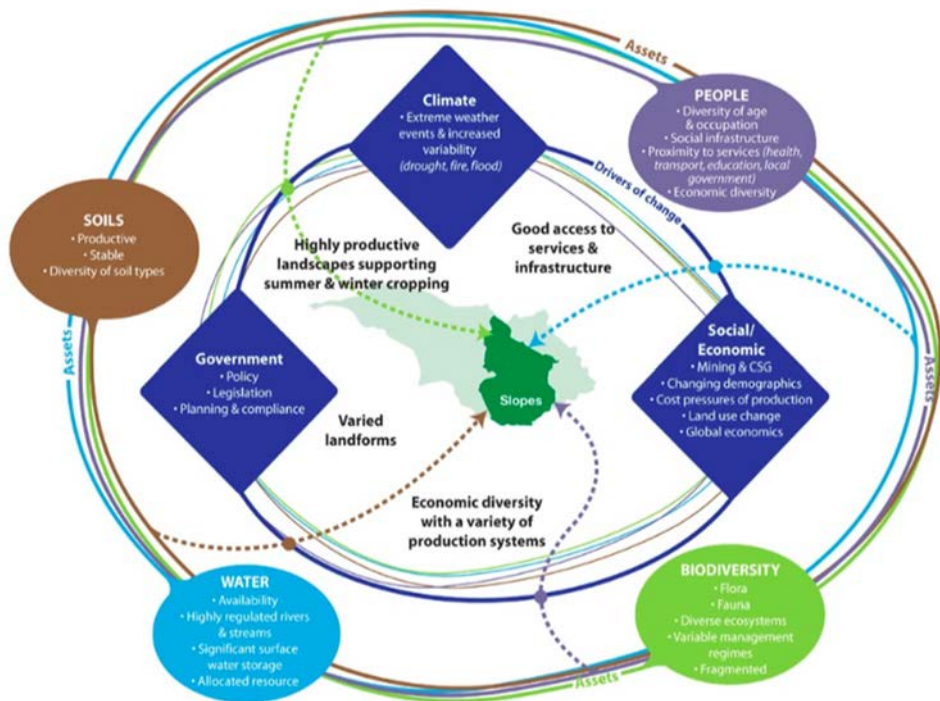 Assets
PEOPLE
• Diversity of age
& occupation
• Social infrastructure
• Proximity to services (health,
transport, education, local
government)
• Economic diversity
Climate
• Extreme weather
events & increased
variability
(drought, fire, flood)
Drivers of change
SOILS
• Productive
• Stable
• Diversity of soil types
Highly productive
landscapes supporting
summer & winter cropping
Good access to
services &
infrastructure
Assets
Government
• Policy
• Legislation
• Planning & compliance
Slopes
Social/
Economic
• Mining & CSG
• Changing demographics
• Cost pressures of production
• Land use change
• Global economics
Assets
Varied
landforms
Economic diversity
with a variety of
production systems
WATER
• Availability
• Highly regulated rivers
& streams
• Significant surface
water storage
• Allocated resource
BIODIVERSITY
• Flora
• Fauna
• Diverse ecosystems
• Variable management
regimes
• Fragmented
Assets